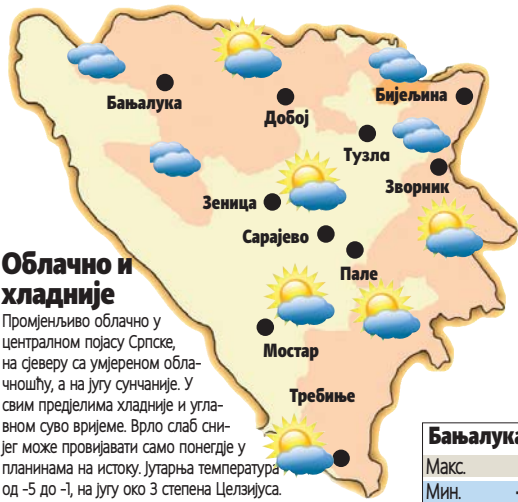 Бањалука
Добој
Бијељина
Тузла
Зворник
Зеница
Сарајево
Пале
Мостар
Требиње
Облачно и
хладније
Промјенљиво облачно у
централном појасу Српске,
на сјеверу са умјереном обла-
чношћу, а на југу сунчаније. У
свим предјелима хладније и угла-
вном суво вријеме. Врло слаб сни-
јег може провијавати само понегдје у
планинама на истоку. Јутарња температура
од -5 до -1, на југу око 3 степена Целзијуса.
Бањалука
Макс.
Мин. -